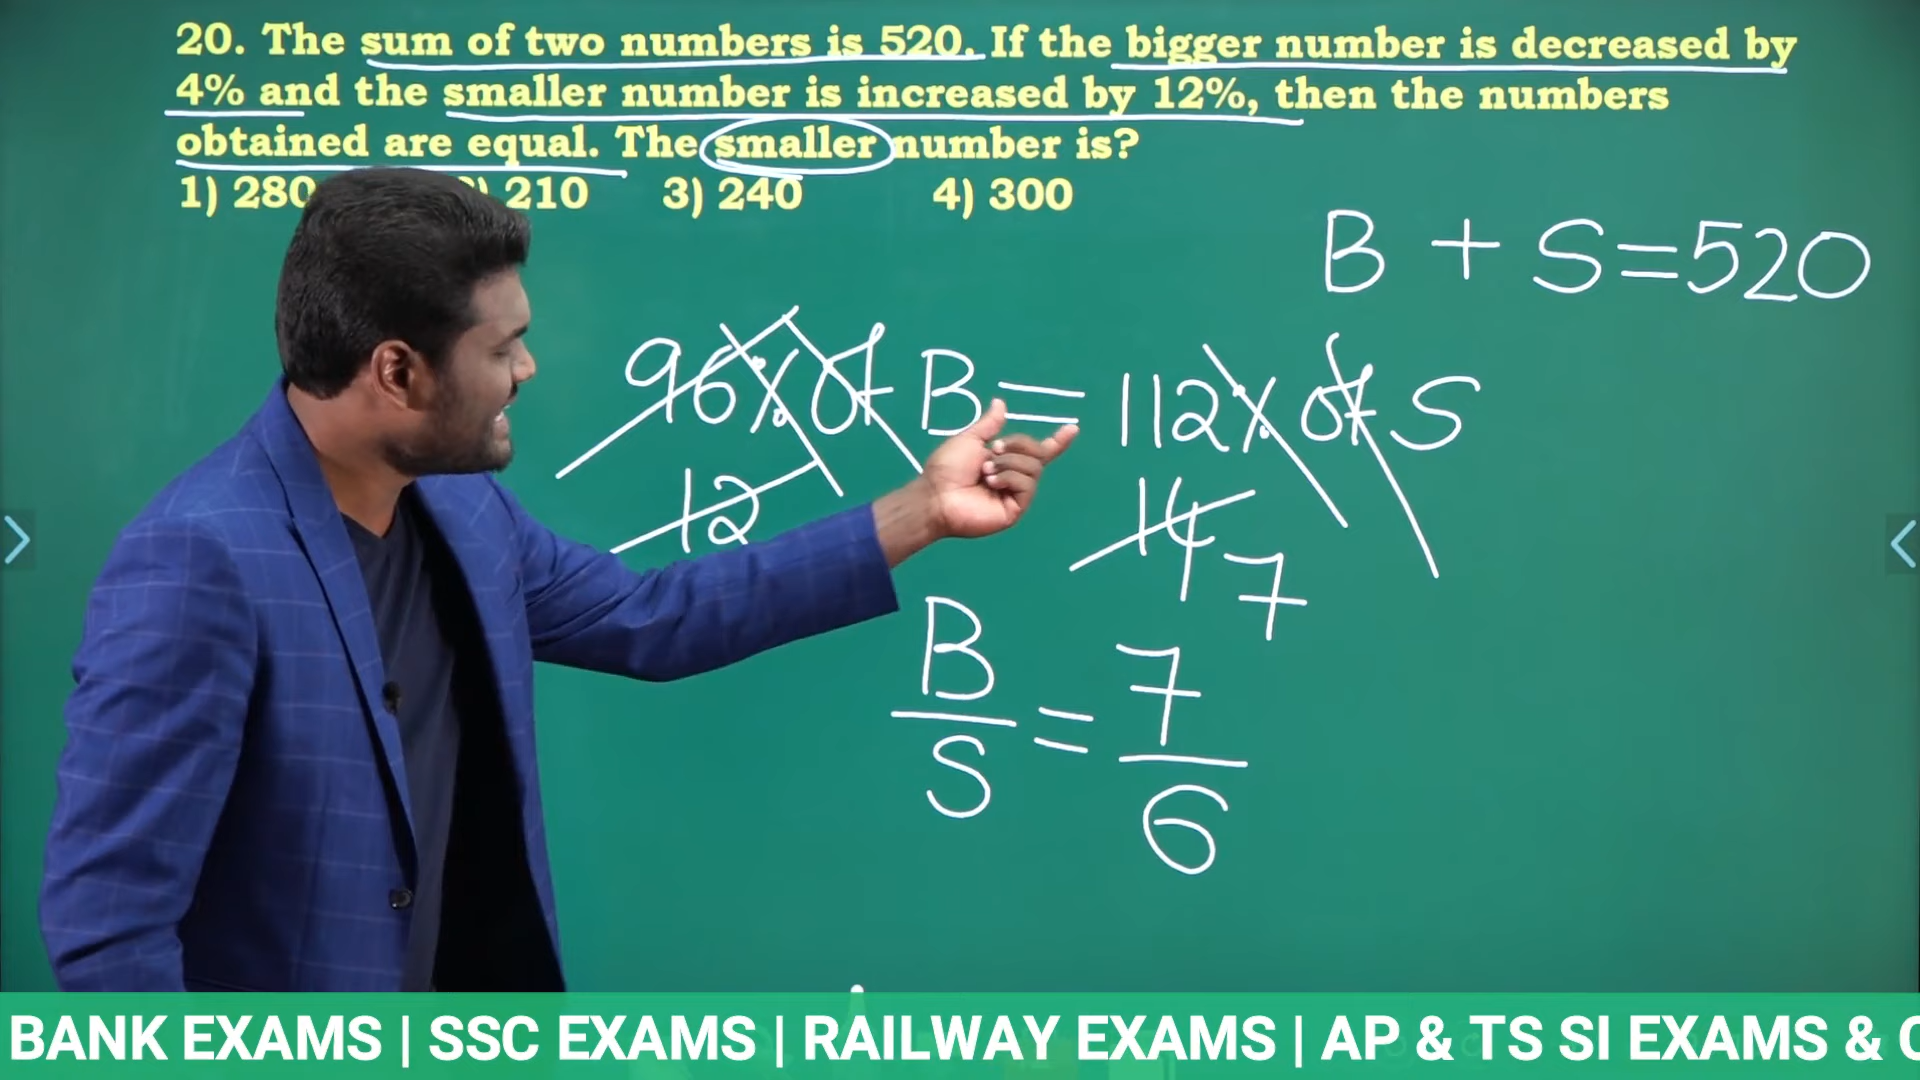 20. The sum of two numbers is 520. If the bigger number is decreased by
4% and the smaller number is increased by 12%, then the numbers
obtained are equal. The smaller number is?
1) 280 2) 210 3) 240 4) 300
B + S=520
96% of B = 112% of S
12 14 7
B/S = 7/6
BANK EXAMS | SSC EXAMS | RAILWAY EXAMS | AP & TS SI EXAMS &